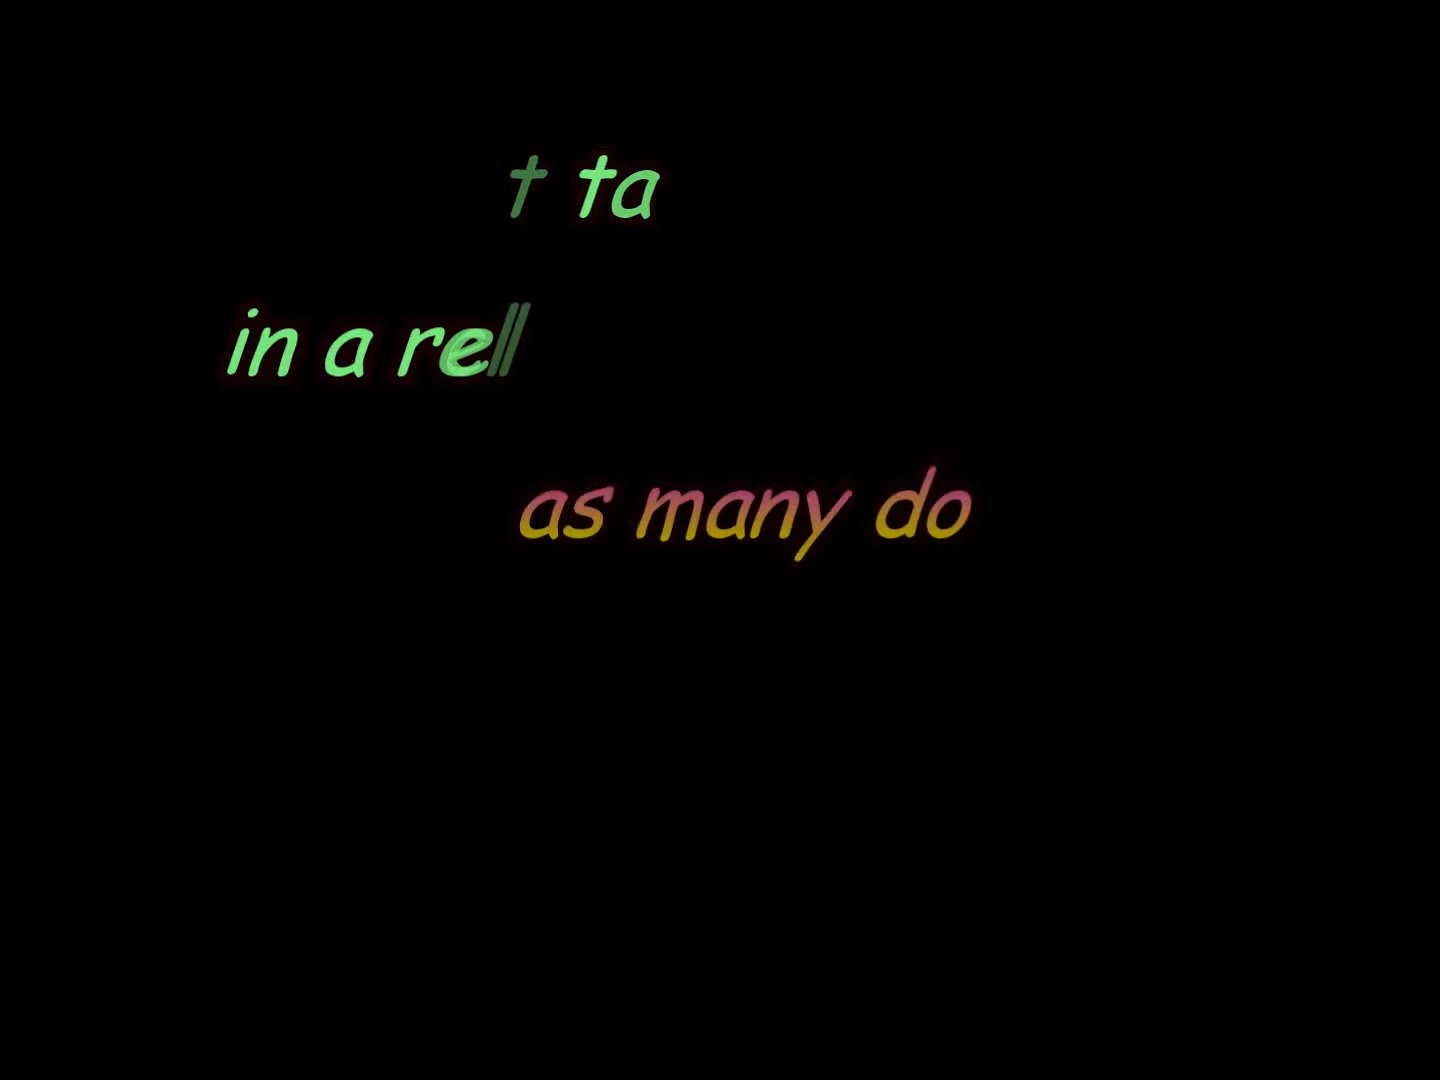 t ta
in a rell
as many do